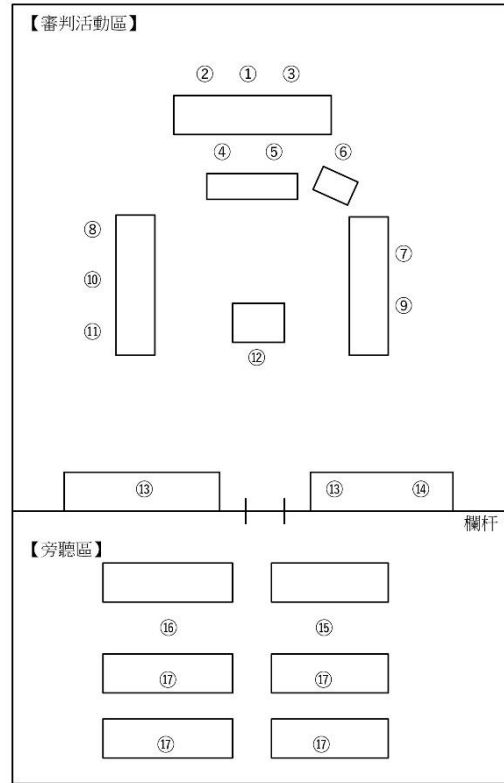 【審判活動區】
② ① ③
④ ⑤ ⑥
⑧ ⑦
⑩ ⑨
⑪ ⑫
⑬ ⑬ ⑭
欄杆
【旁聽區】
⑯ ⑮
⑰ ⑰
⑰ ⑰